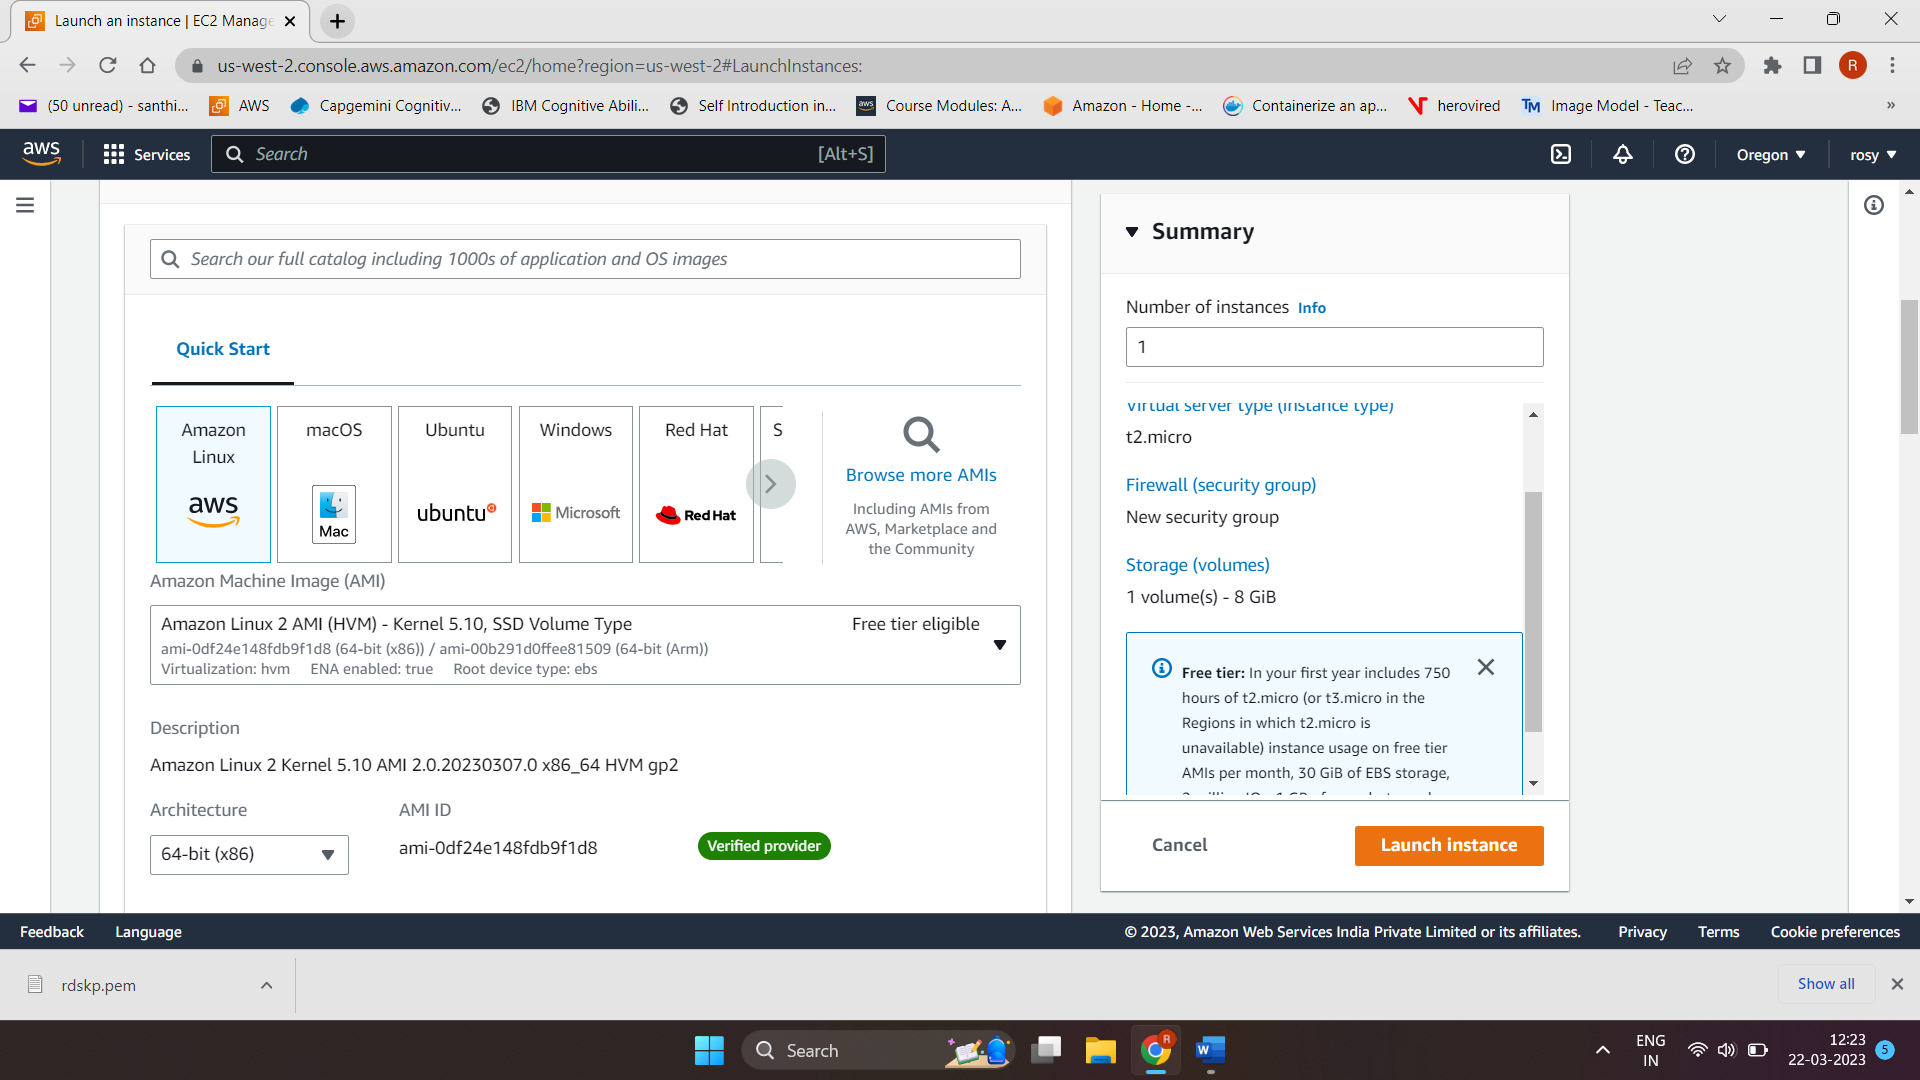 Launch an instance | EC2 Manage
us-west-2.console.aws.amazon.com/ec2/home?region=us-west-2#LaunchInstances:
R
(50 unread) - santhi...
AWS
Capgemini Cognitiv...
IBM Cognitive Abili...
Self Introduction in...
aws
Course Modules: A...
Amazon - Home -...
Containerize an ap...
herovired
TM
Image Model - Teac...
aws
Services
Search
[Alt+S]
Oregon
rosy
Search our full catalog including 1000s of application and OS images
Quick Start
Amazon
Linux
aws
macOS
Mac
Ubuntu
ubuntu
Windows
Microsoft
Red Hat
Red Hat
S
Browse more AMIs
Including AMIs from
AWS, Marketplace and
the Community
Amazon Machine Image (AMI)
Amazon Linux 2 AMI (HVM) - Kernel 5.10, SSD Volume Type
Free tier eligible
ami-0df24e148fdb9f1d8 (64-bit (x86)) / ami-00b291d0ffee81509 (64-bit (Arm))
Virtualization: hvm ENA enabled: true Root device type: ebs
Description
Amazon Linux 2 Kernel 5.10 AMI 2.0.20230307.0 x86_64 HVM gp2
Architecture
AMI ID
64-bit (x86)
ami-0df24e148fdb9f1d8
Verified provider
Summary
Number of instances Info
1
Virtual server type (instance type)
t2.micro
Firewall (security group)
New security group
Storage (volumes)
1 volume(s) - 8 GiB
Free tier: In your first year includes 750
hours of t2.micro (or t3.micro in the
Regions in which t2.micro is
unavailable) instance usage on free tier
AMIs per month, 30 GiB of EBS storage,
Cancel
Launch instance
Feedback
Language
© 2023, Amazon Web Services India Private Limited or its affiliates.
Privacy
Terms
Cookie preferences
rdskp.pem
Show all
Search
R
W
ENG
IN
12:23
22-03-2023
5